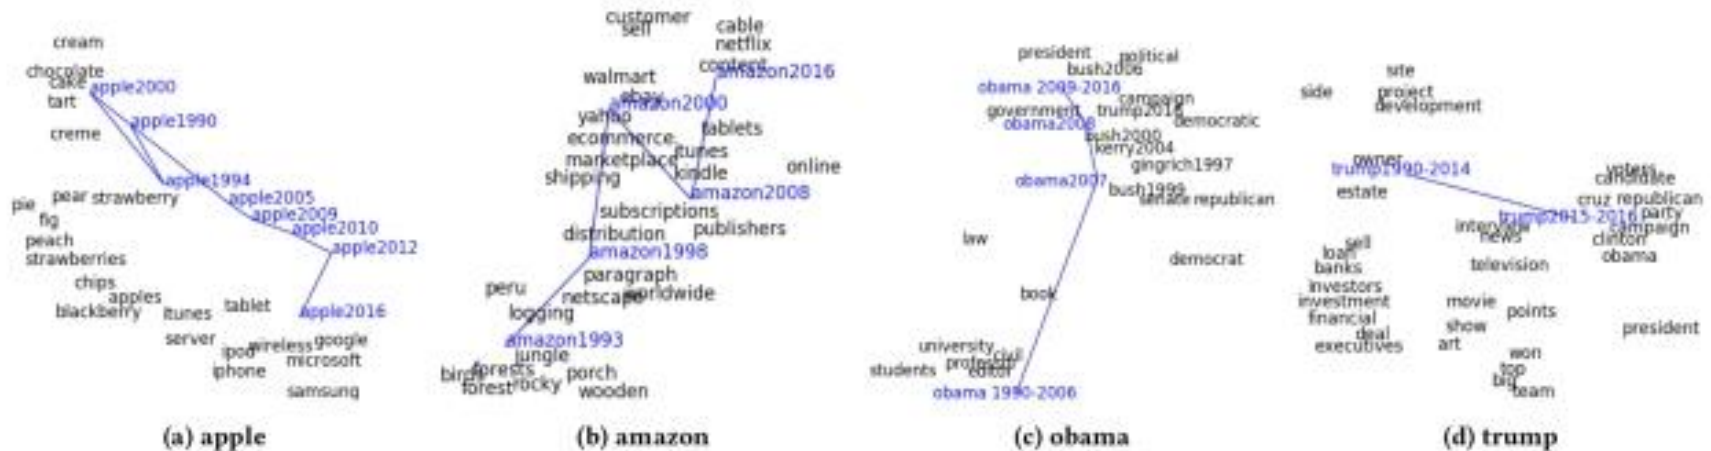 cream
chocolate
cake
apple2000
tart
apple1990
creme
apple1994
pear strawberry
apple2005
pie
fig
apple2009
apple2010
peach
apple2012
strawberries
chips
apples
blackberry
itunes
tablet
apple2016
server
ipod
wireless
google
microsoft
iphone
samsung
(a) apple
customer
sell
cable
netflix
content
amazon2016
walmart
ebay
amazon2000
yahoo
tablets
ecommerce
itunes
marketplace
online
shipping
kindle
amazon2008
subscriptions
distribution
publishers
amazon1998
paragraph
peru
netscape
worldwide
logging
amazon1993
jungle
birds
forests
porch
forest
rocky
wooden
(b) amazon
president
political
bush2006
obama 2009-2016
campaign
government
trump2016
obama2008
democratic
bush2000
kerry2004
gingrich1997
obama2007
bush1999
senate
republican
law
democrat
book
university
civil
professor
students
editor
obama 1990-2006
(c) obama
site
side
project
development
owner
trump1990-2014
voters
candidate
estate
cruz
republican
trump2015-2016
party
interview
campaign
news
clinton
sell
loan
obama
banks
television
investors
investment
movie
points
financial
show
president
deal
executives
art
won
top
big
team
(d) trump